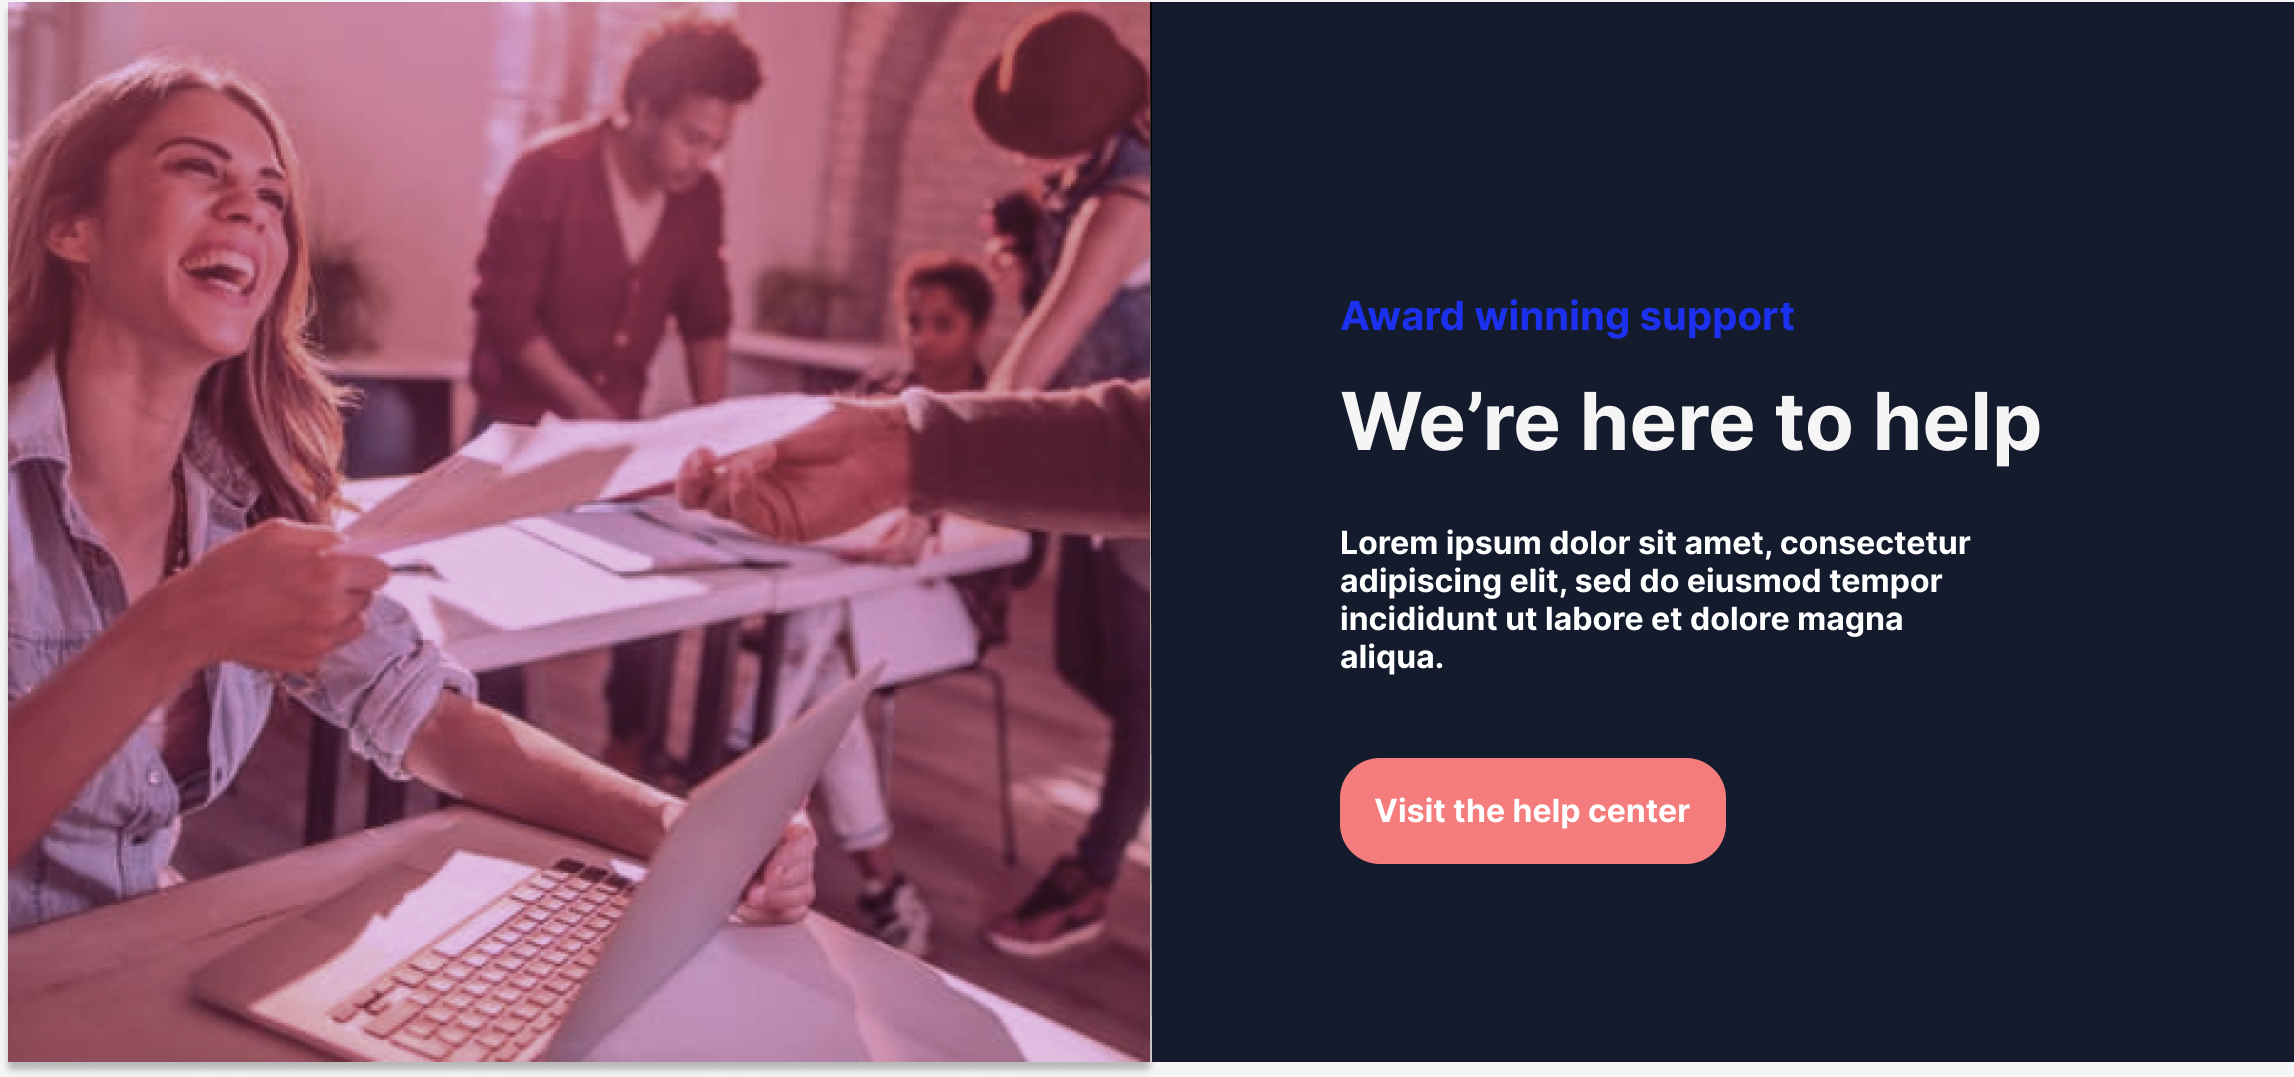 Award winning support
We’re here to help
Lorem ipsum dolor sit amet, consectetur
adipiscing elit, sed do eiusmod tempor
incididunt ut labore et dolore magna
aliqua.
Visit the help center